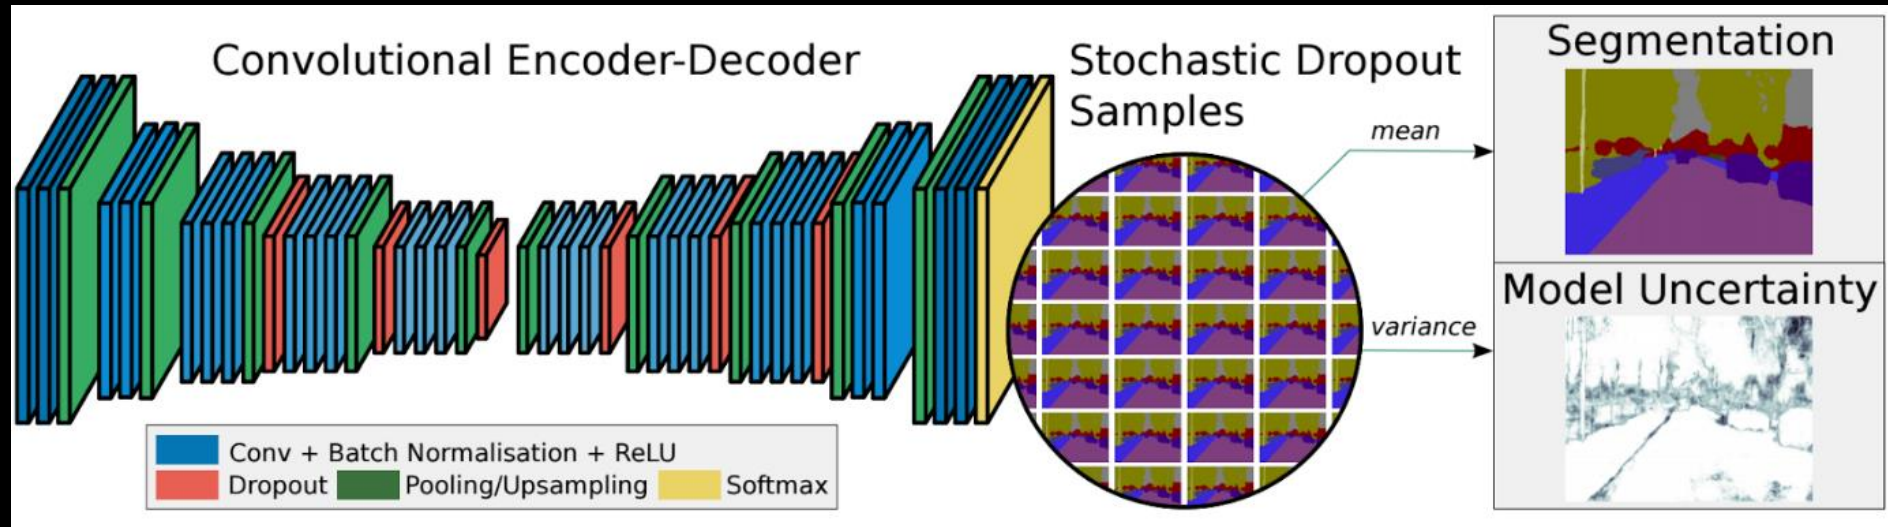 Convolutional Encoder-Decoder
Stochastic Dropout
Samples
mean
variance
Segmentation
Model Uncertainty
Conv + Batch Normalisation + ReLU
Dropout
Pooling/Upsampling
Softmax